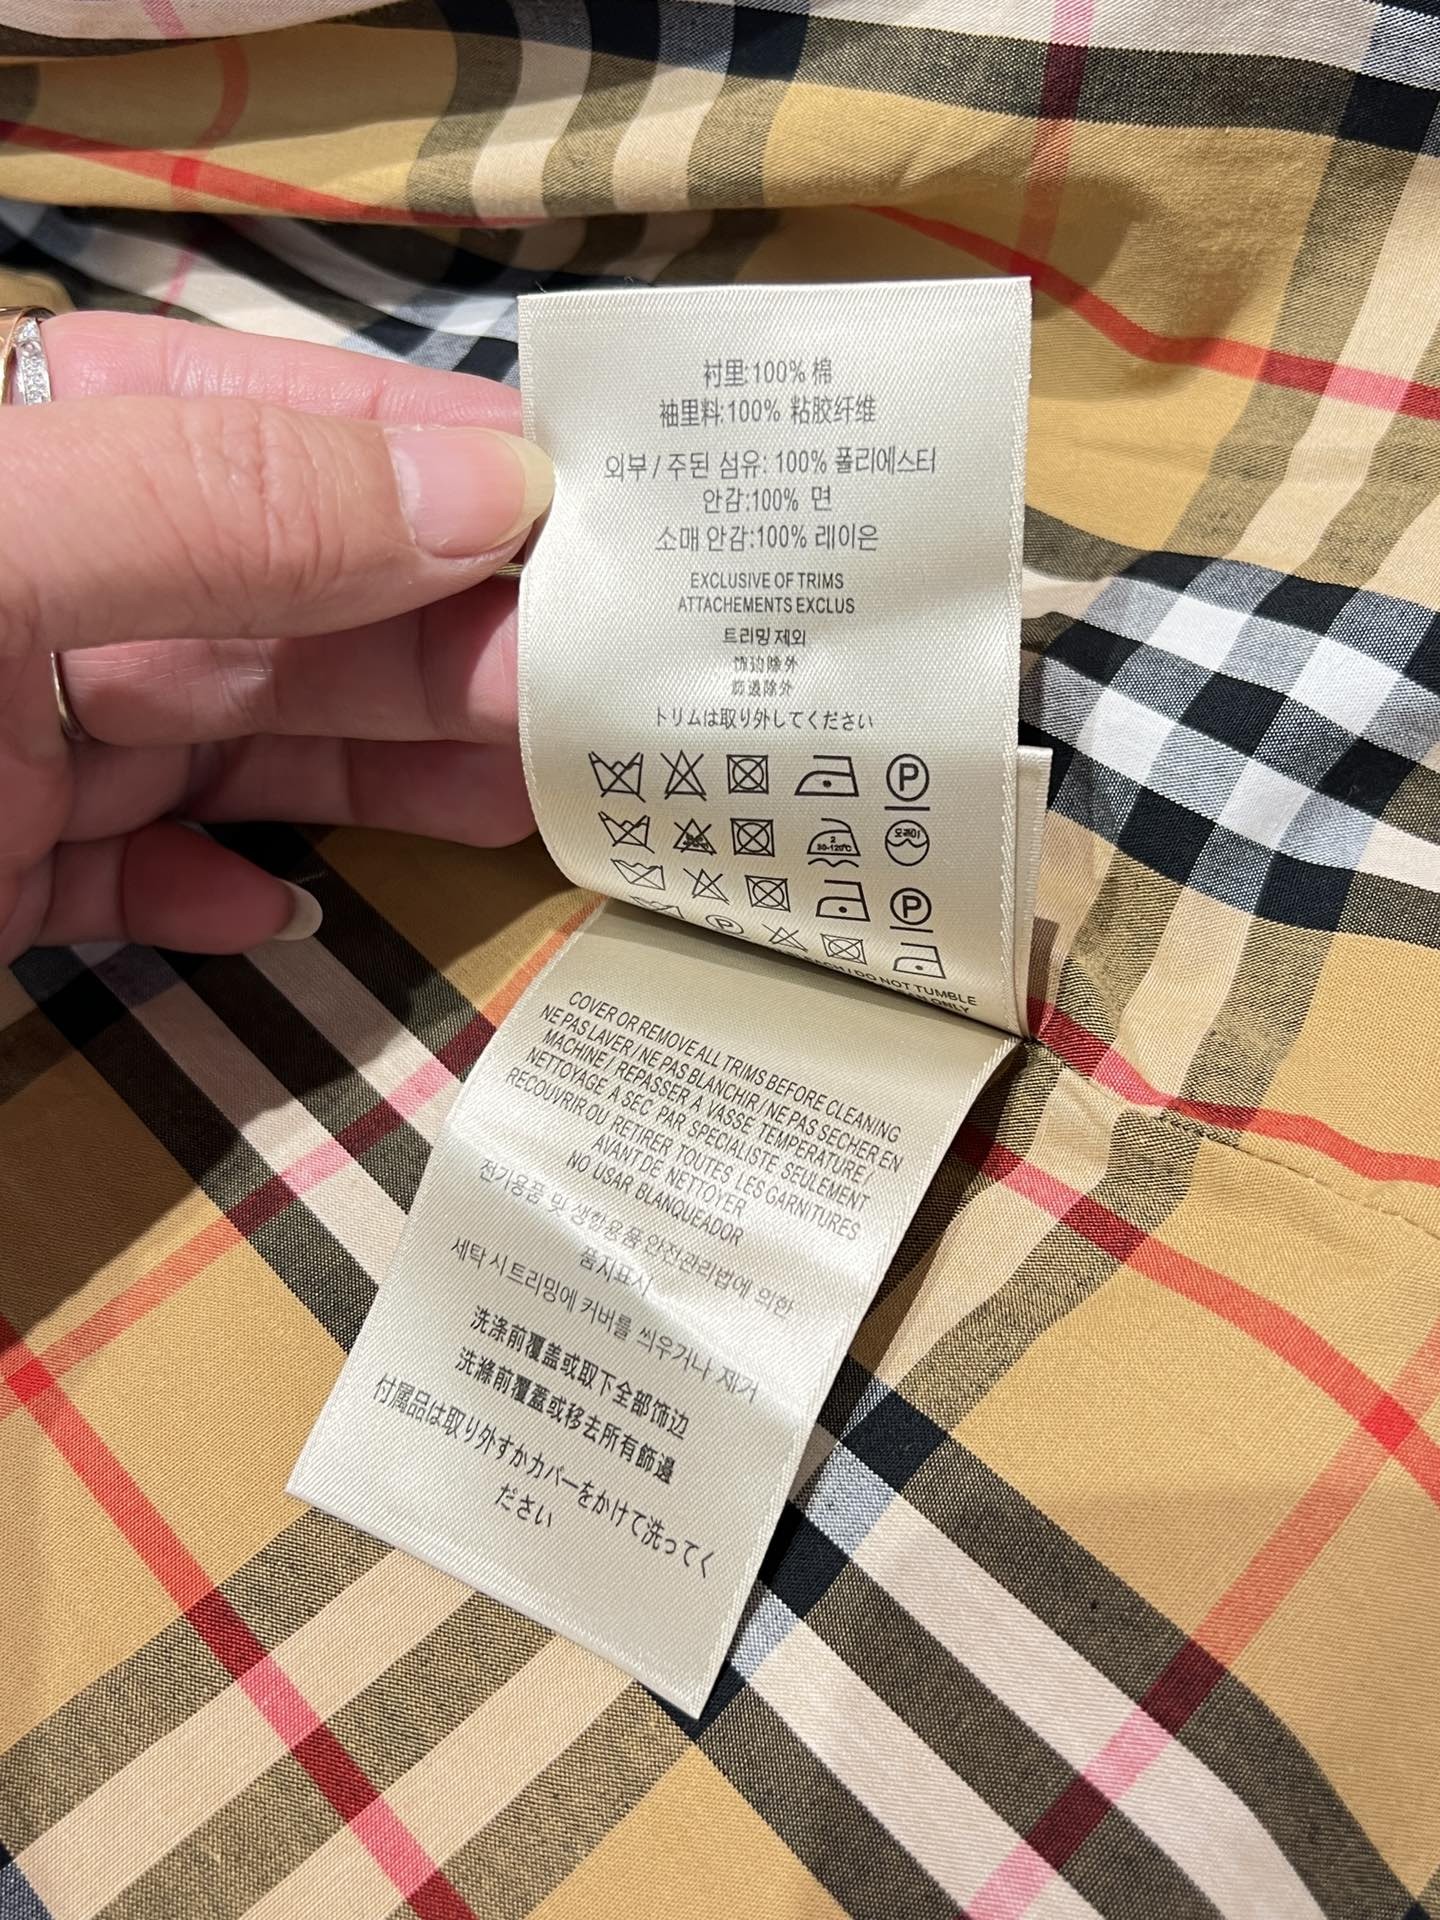 衬里:100% 棉
袖里料:100% 粘胶纤维
외부 / 주된 섬유: 100% 폴리에스터
안감:100% 면
소매 안감:100% 레이온
EXCLUSIVE OF TRIMS
ATTACHEMENTS EXCLUS
트리밍 제외
饰边除外
飾邊除外
トリムは取り外してください
P
2
30-120℃
P
P
/ DO NOT TUMBLE
ONLY
COVER OR REMOVE ALL TRIMS BEFORE CLEANING
NE PAS LAVER / NE PAS BLANCHIR / NE PAS SECHER EN
MACHINE / REPASSER A VASSE TEMPERATURE /
NETTOYAGE A SEC PAR SPECIALISTE SEULEMENT
RECOUVRIR OU RETIRER TOUTES LES GARNITURES
AVANT DE NETTOYER
NO USAR BLANQUEADOR
전기용품 및 생활용품 안전관리법에 의한
품지표시
세탁 시 트리밍에 커버를 씌우거나 제거
洗涤前覆盖或取下全部饰边
洗滌前覆蓋或移去所有飾邊
付属品は取り外すかカバーをかけて洗ってく
ださい